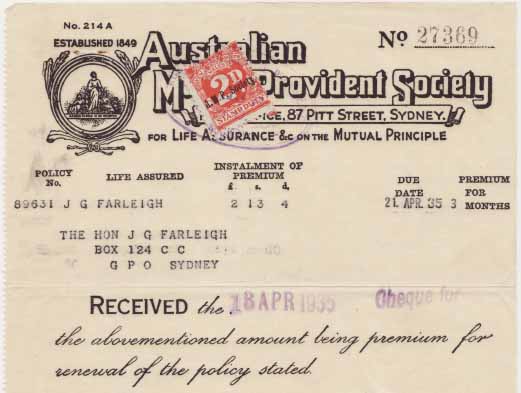 No. 214A
ESTABLISHED 1849
Australian
Provident Society
No 27369
87 PITT STREET, SYDNEY.
FOR LIFE ASSURANCE &c ON THE MUTUAL PRINCIPLE
2D
STAMP DUTY
POLICY No. LIFE ASSURED INSTALMENT OF PREMIUM £. s. d. DUE DATE PREMIUM FOR MONTHS
89631 J G FARLEIGH 2 13 4 21 APR 35 3
THE HON J G FARLEIGH
BOX 124 C C
G P O SYDNEY
RECEIVED the. 18 APR 1935 Cheque for
the abovementioned amount being premium for
renewal of the policy stated.